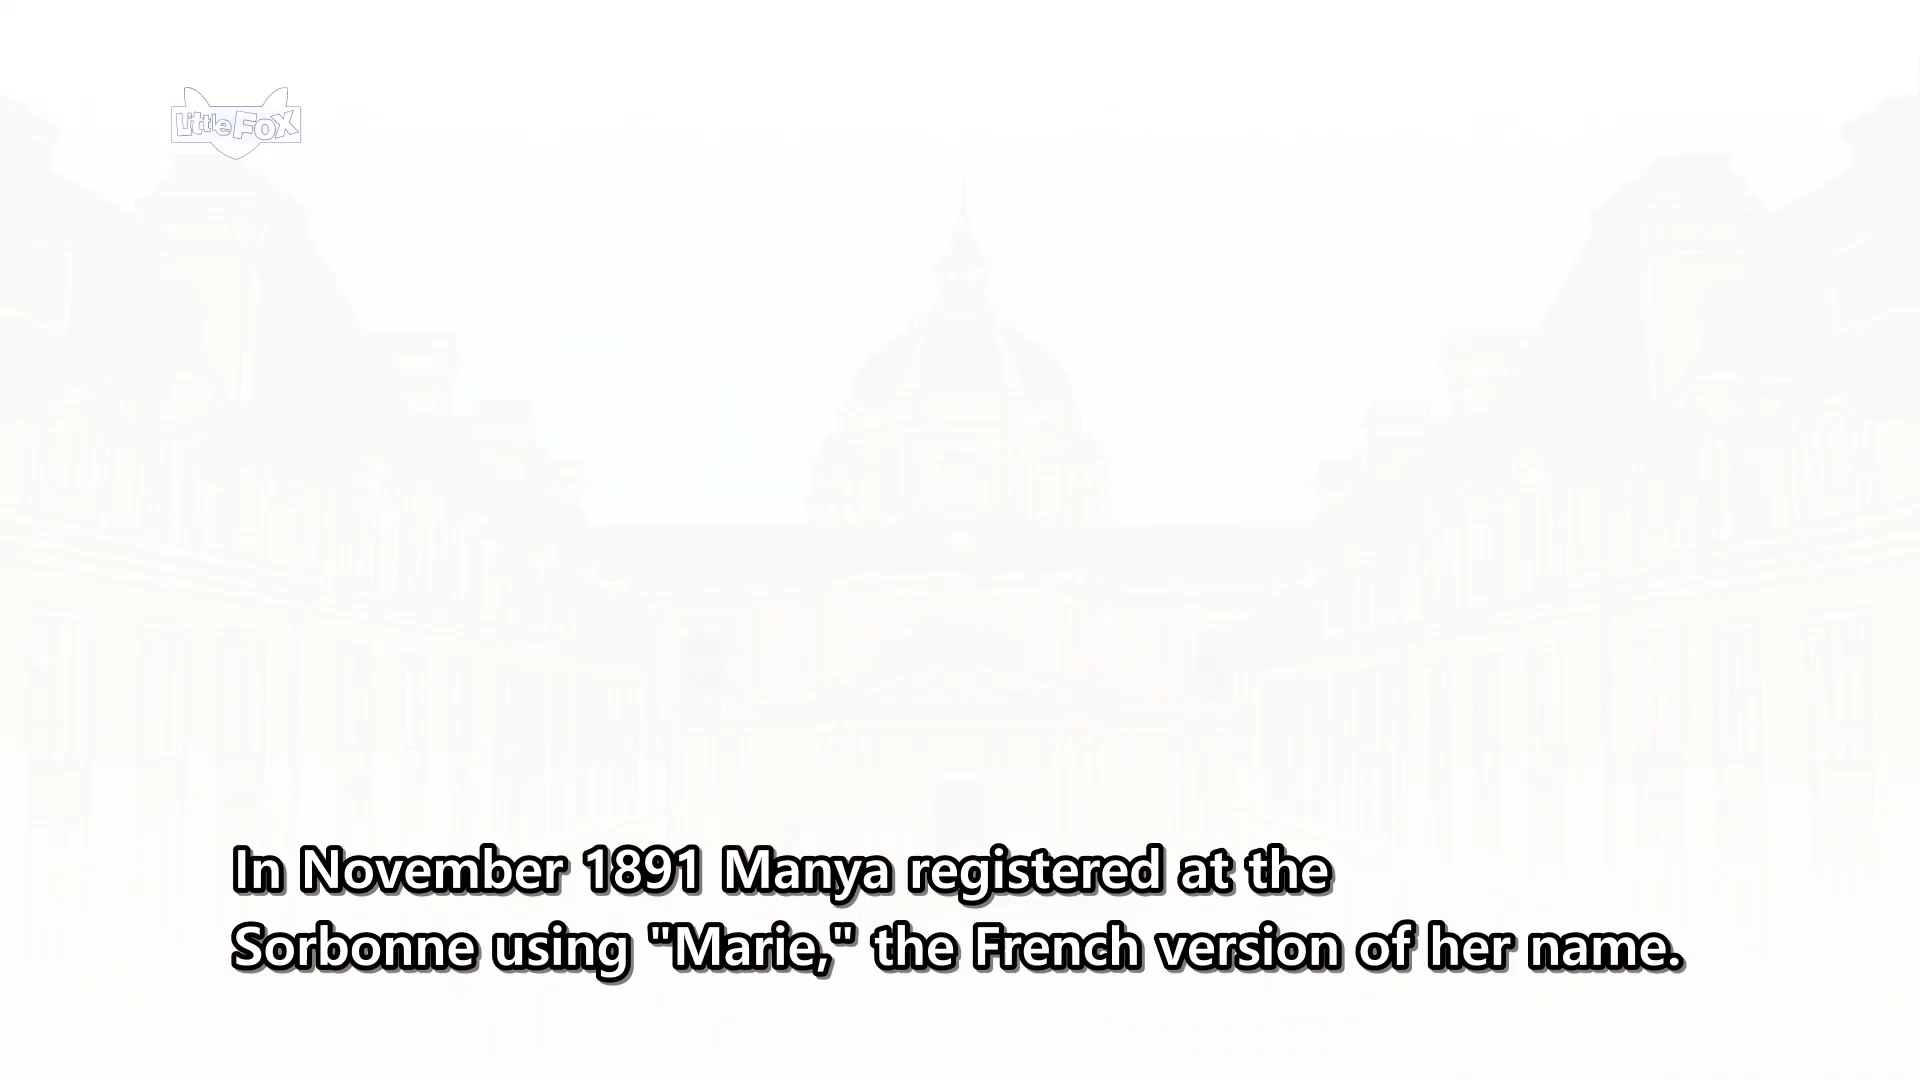 Little Fox
In November 1891 Manya registered at the
Sorbonne using "Marie," the French version of her name.